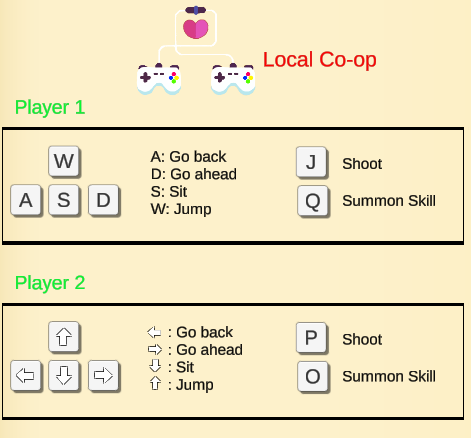 Local Co-op
Player 1
W
A S D
A: Go back
D: Go ahead
S: Sit
W: Jump
J Shoot
Q Summon Skill
Player 2
⇧
⇦ ⇩ ⇨
⇦ : Go back
⇨ : Go ahead
⇩ : Sit
⇧ : Jump
P Shoot
O Summon Skill